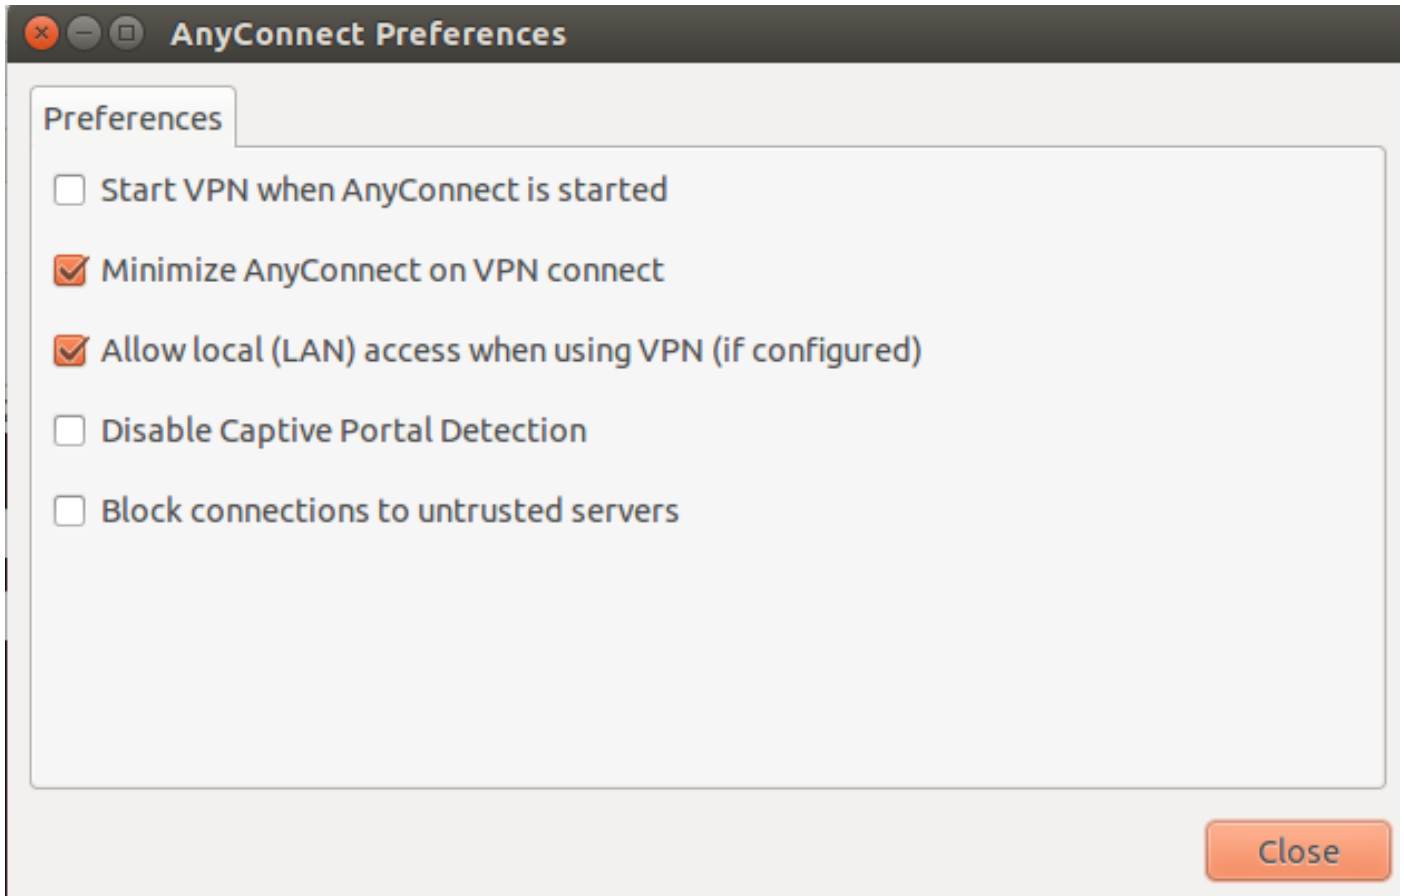 AnyConnect Preferences
Preferences
Start VPN when AnyConnect is started
Minimize AnyConnect on VPN connect
Allow local (LAN) access when using VPN (if configured)
Disable Captive Portal Detection
Block connections to untrusted servers
Close